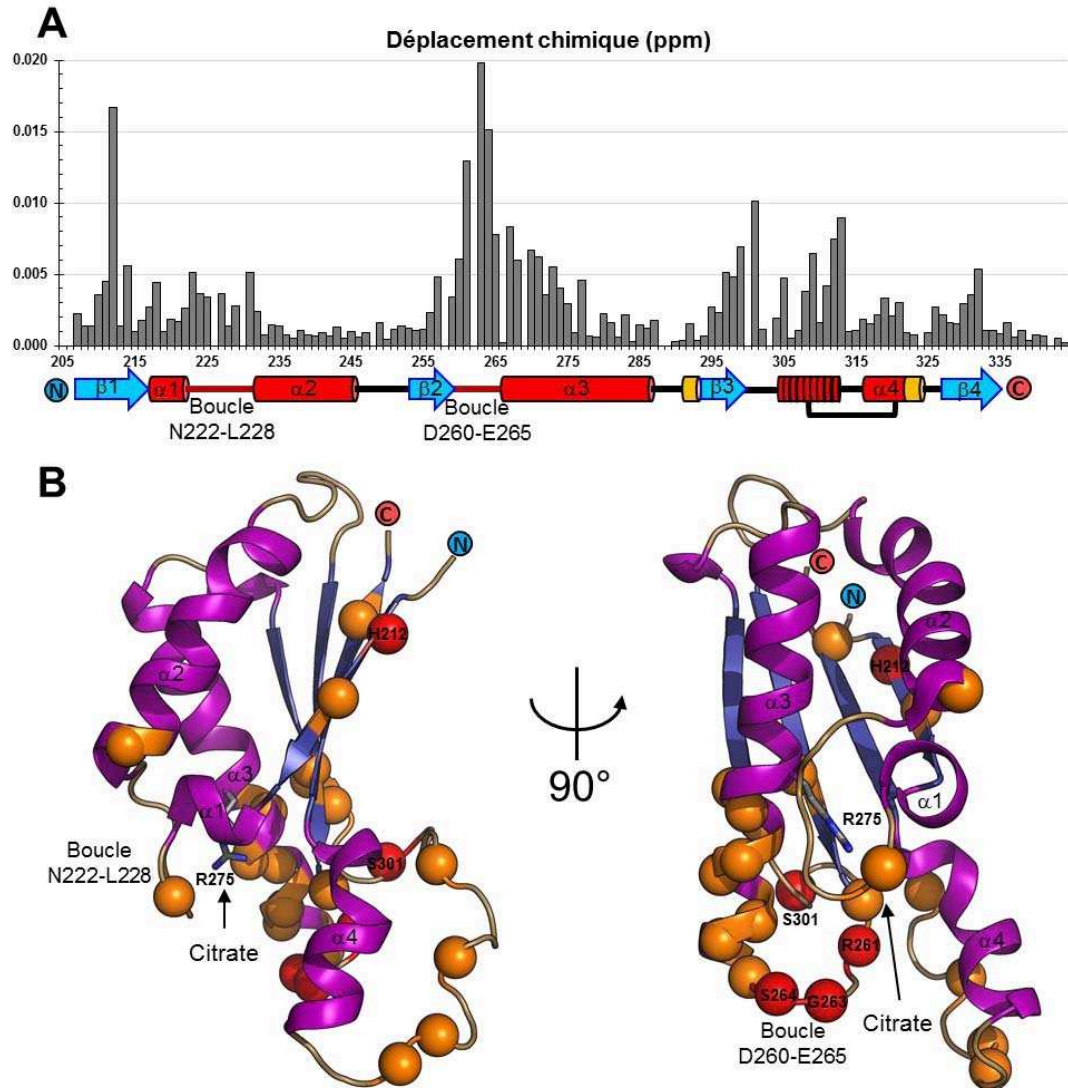 A
Déplacement chimique (ppm)
0.020
0.015
0.010
0.005
0.000
205 215 225 235 245 255 265 275 285 295 305 315 325 335
N β1 α1 α2 β2 α3 β3 α4 β4 C
Boucle
N222-L228
Boucle
D260-E265
B
C
N
H212
α2
α3
α1
Boucle
N222-L228
R275
S301
Citrate
α4
90°
C
N
α2
H212
α3
α1
R275
S301
R261
α4
S264 G263
Citrate
Boucle
D260-E265